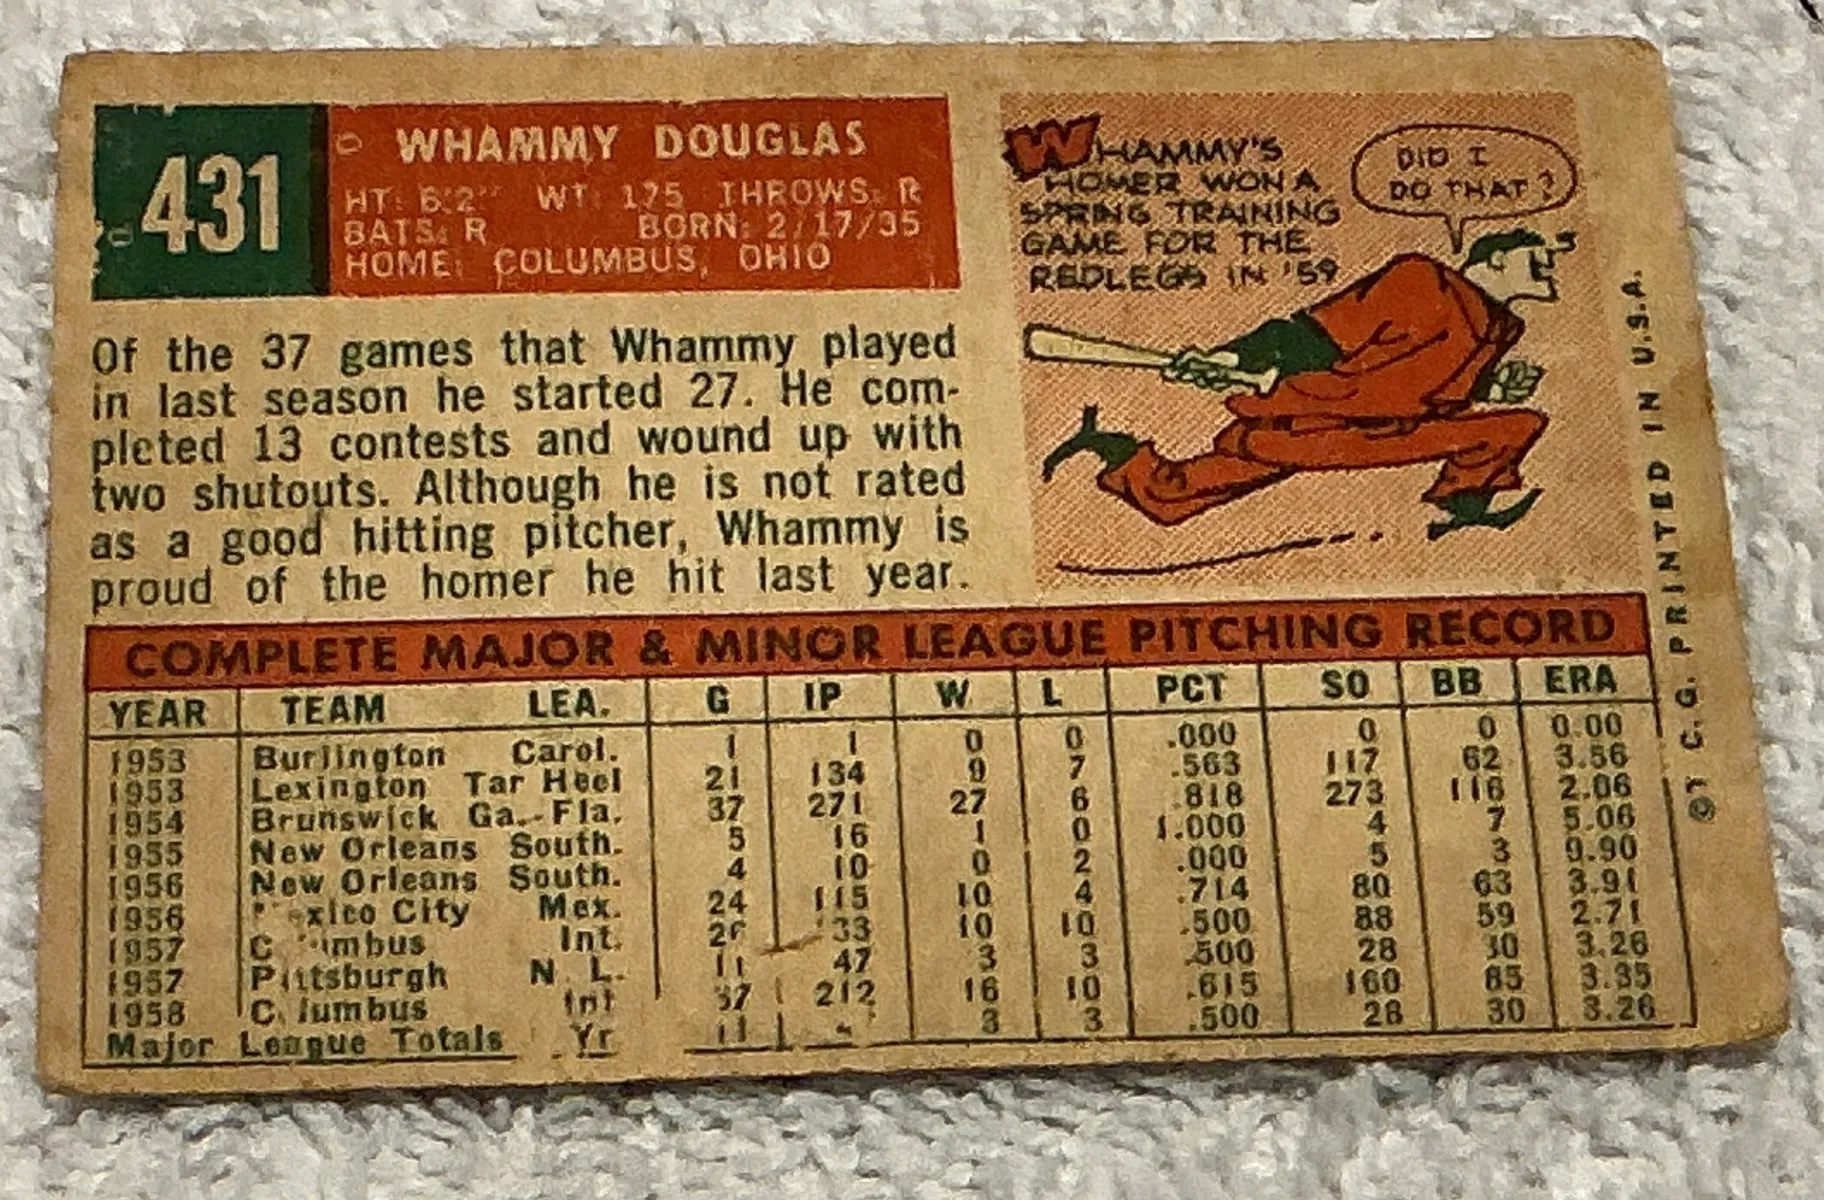 431
WHAMMY DOUGLAS
HT: 6'2" WT: 175 THROWS: R
BATS: R BORN: 2/17/35
HOME: COLUMBUS, OHIO
Of the 37 games that Whammy played
in last season he started 27. He com-
pleted 13 contests and wound up with
two shutouts. Although he is not rated
as a good hitting pitcher, Whammy is
proud of the homer he hit last year.
WHAMMY'S
HOMER WON A
SPRING TRAINING
GAME FOR THE
REDLEGS IN '59
DID I
DO THAT?
COMPLETE MAJOR & MINOR LEAGUE PITCHING RECORD
YEAR TEAM LEA. G IP W L PCT SO BB ERA
1953 Burlington Carol. 1 1 0 0 .000 0 0 0.00
1953 Lexington Tar Heel 21 134 9 7 .563 117 62 3.56
1954 Brunswick Ga.-Fla. 37 271 27 6 .818 273 116 2.06
1955 New Orleans South. 5 16 1 0 1.000 4 7 5.06
1956 New Orleans South. 4 10 0 2 .000 5 3 9.90
1956 xico City Mex. 24 115 10 4 .714 80 63 3.91
1957 C mbus Int. 33 10 10 .500 88 59 2.71
1957 Pittsburgh N. L. 11 47 3 3 .500 28 30 3.26
1958 C lumbus Int 37 212 16 10 .615 160 85 3.35
Major League Totals Yr 11 3 3 .500 28 30 3.26
© T. C. G. PRINTED IN U.S.A.